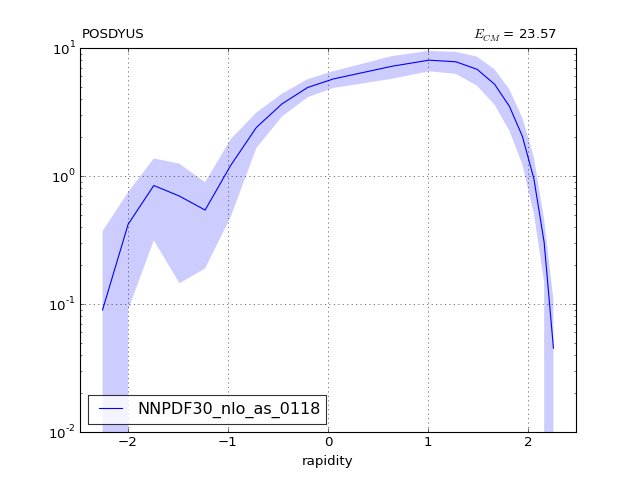 POSDYUS
E_CM = 23.57
10^1
10^0
10^-1
10^-2
NNPDF30_nlo_as_0118
−2 −1 0 1 2
rapidity